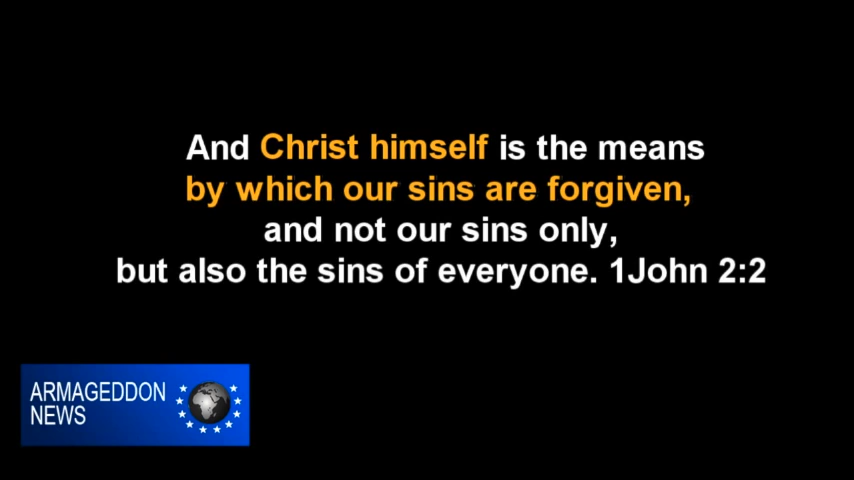 And Christ himself is the means
by which our sins are forgiven,
and not our sins only,
but also the sins of everyone. 1John 2:2
ARMAGEDDON
NEWS